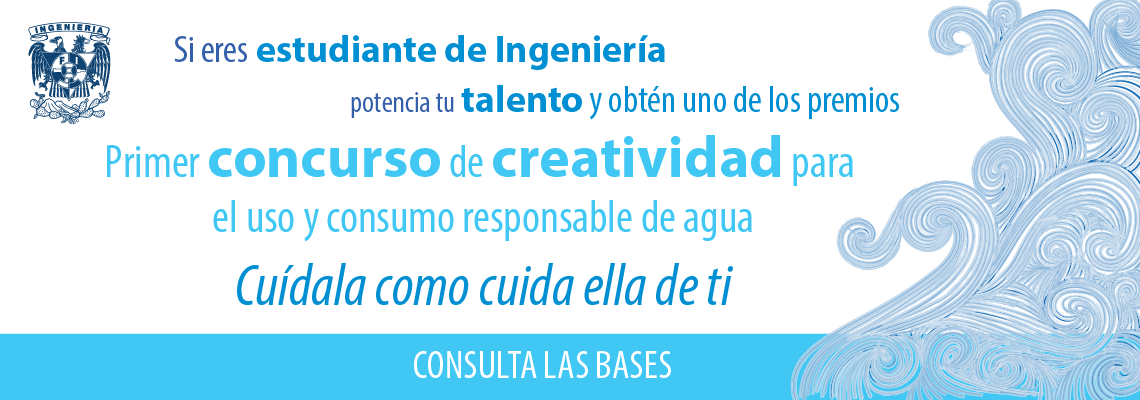 INGENIERIA
Si eres estudiante de Ingeniería
potencia tu talento y obtén uno de los premios
Primer concurso de creatividad para
el uso y consumo responsable de agua
Cuídala como cuida ella de ti
CONSULTA LAS BASES